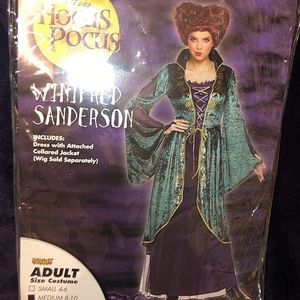 HOCUS
POCUS
WINIFRED
SANDERSON
INCLUDES:
Dress with Attached
Collared Jacket
(Wig Sold Separately)
ADULT
Size Costume
SMALL 4-6
MEDIUM 8-10